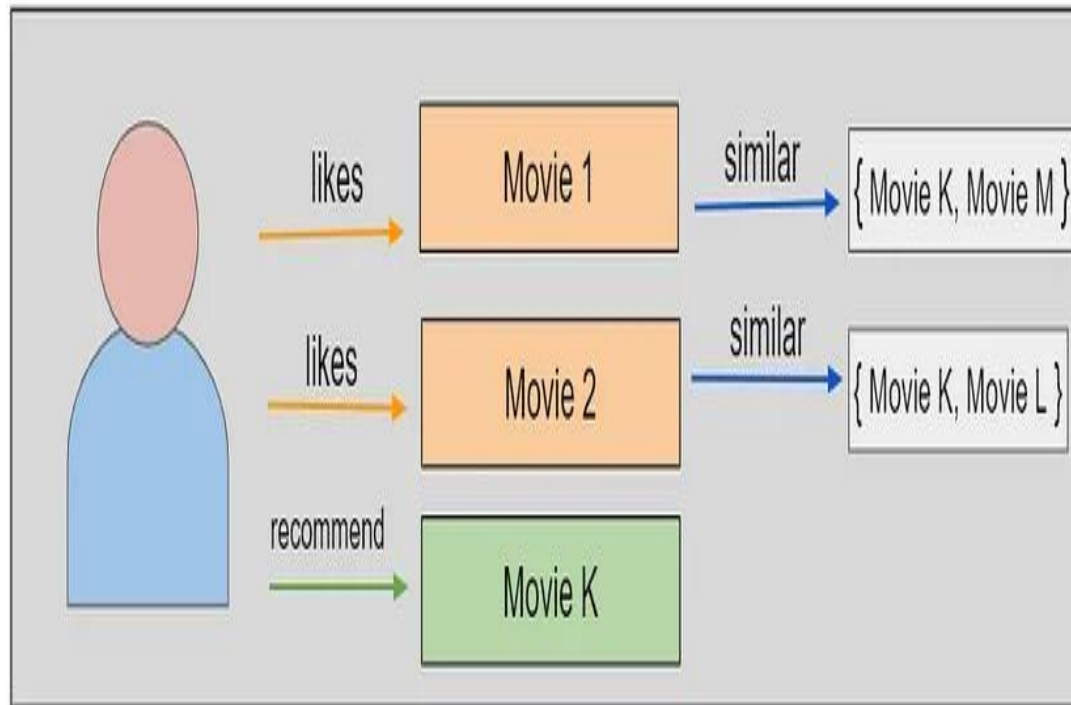 likes
Movie 1
similar
{ Movie K, Movie M }
likes
Movie 2
similar
{ Movie K, Movie L }
recommend
Movie K